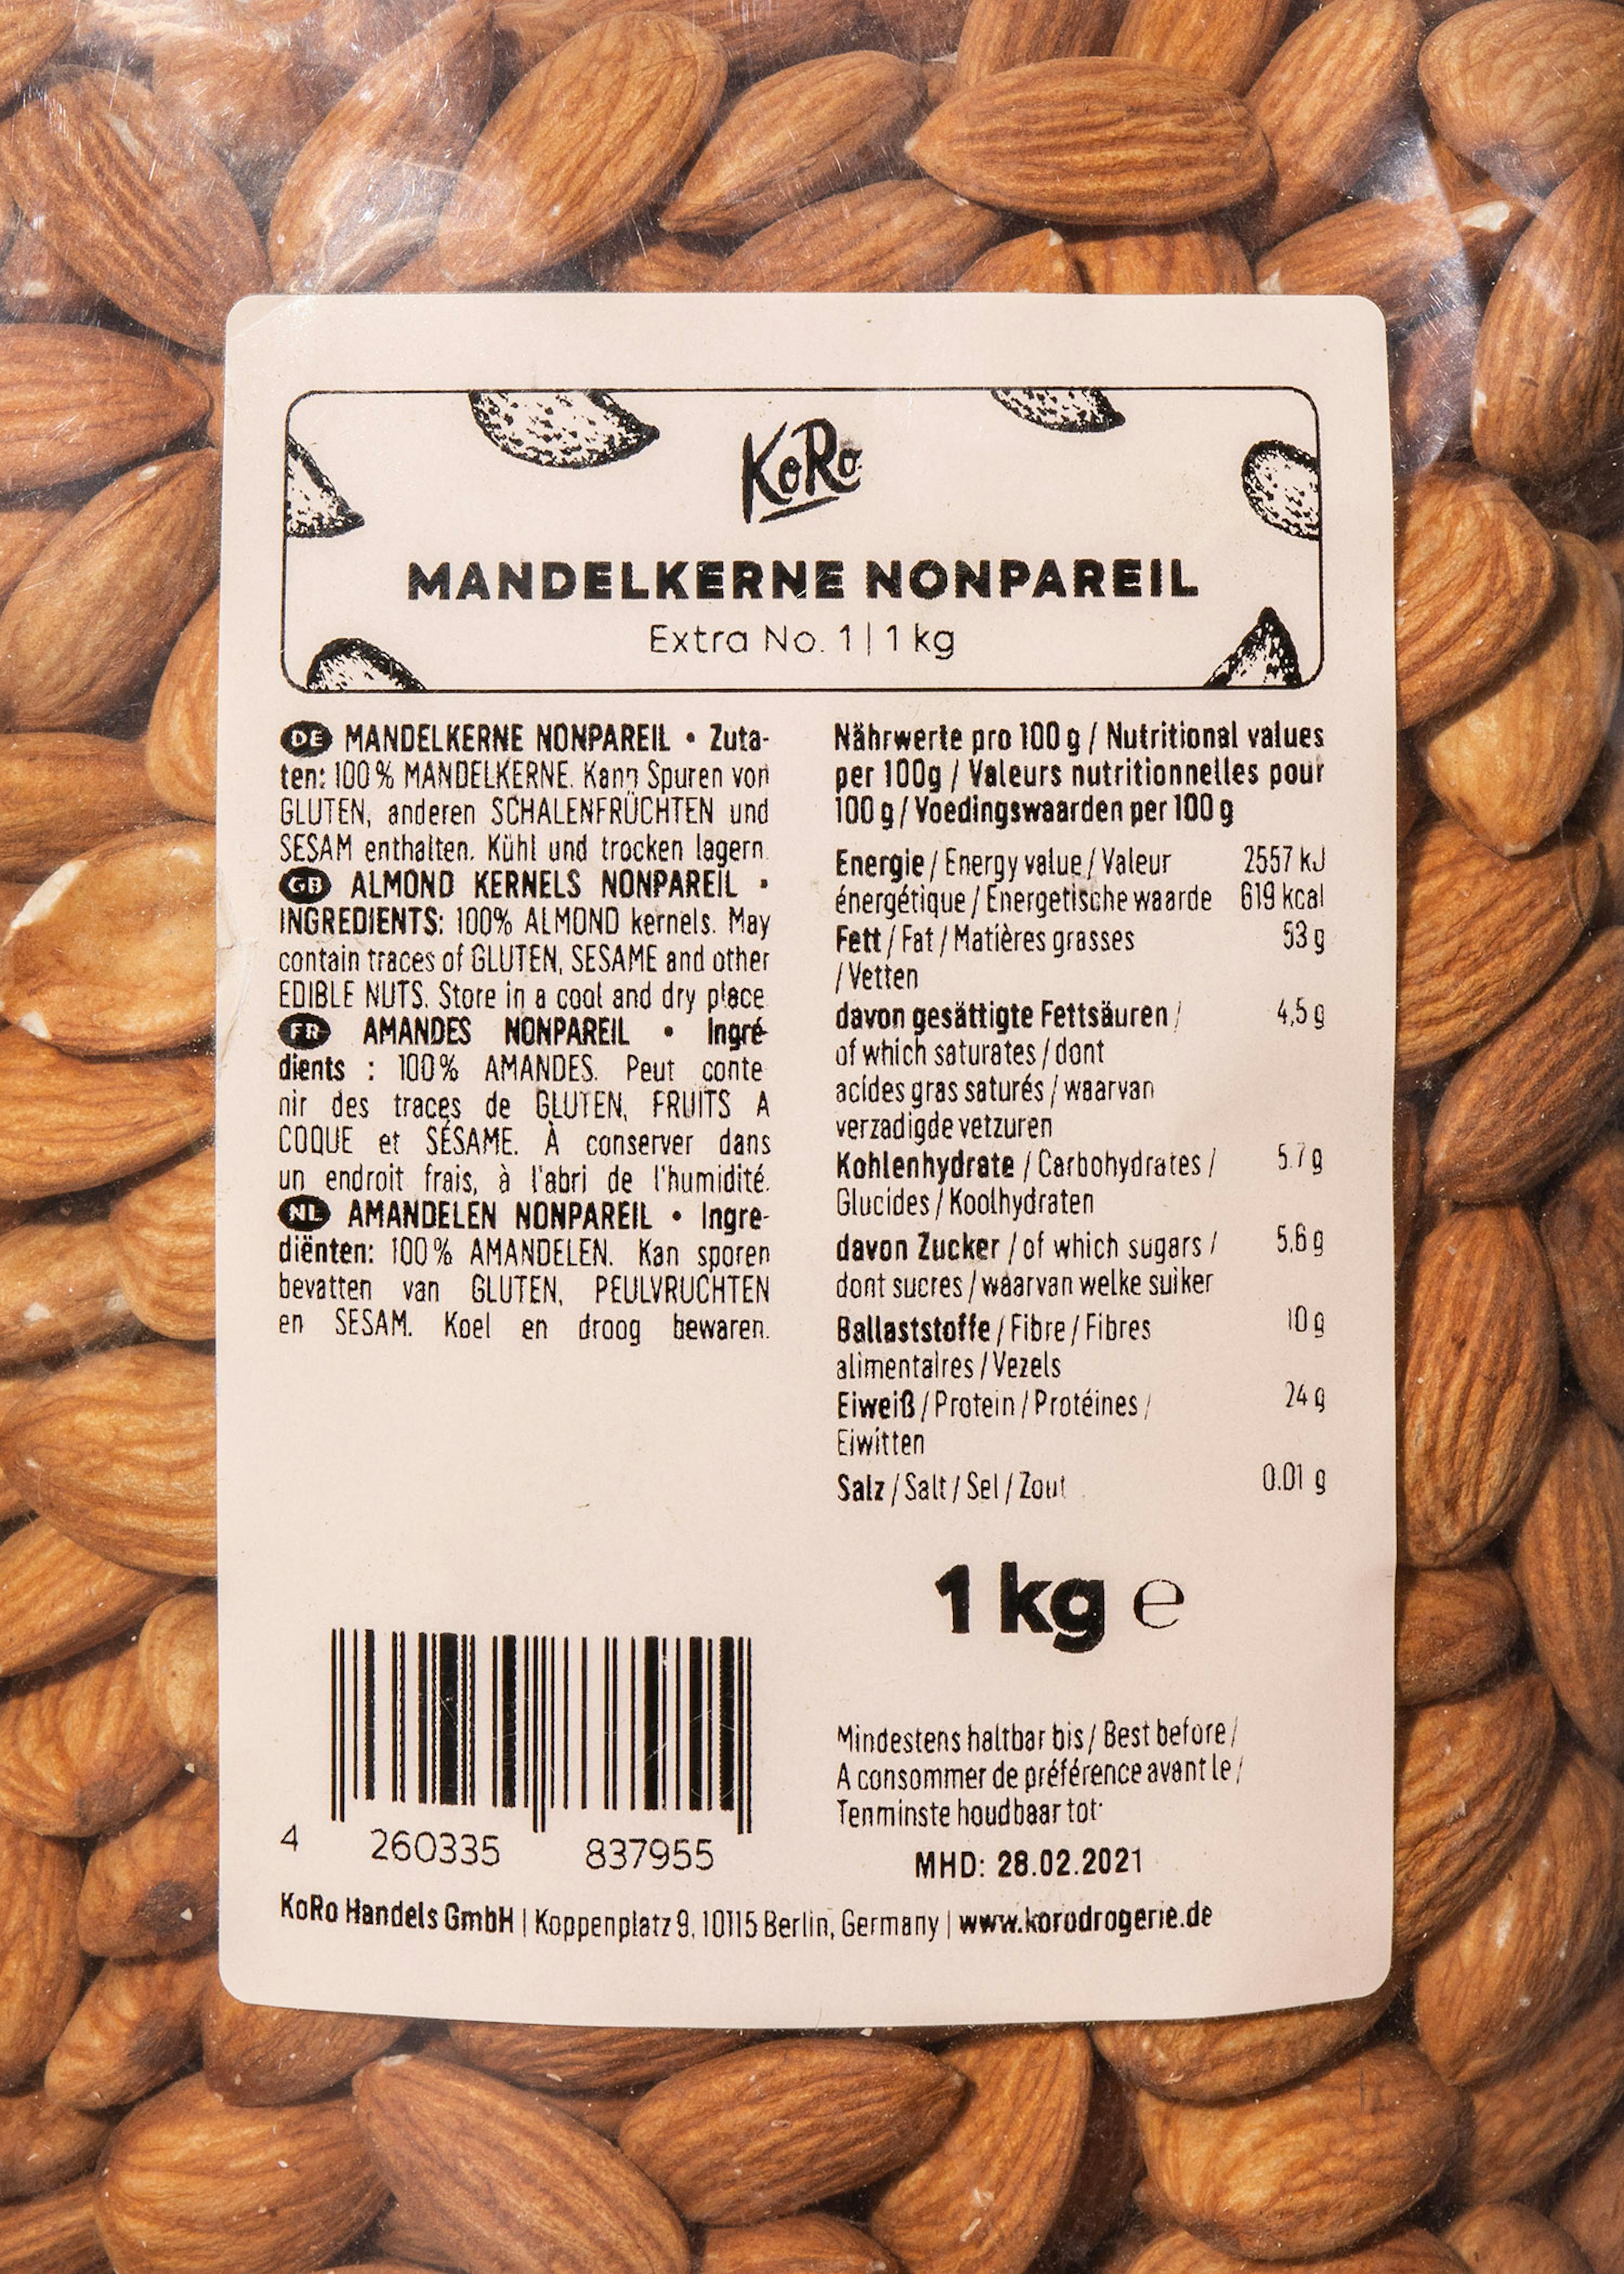 KoRo
MANDELKERNE NONPAREIL
Extra No. 1 | 1 kg
DE MANDELKERNE NONPAREIL • Zuta-
ten: 100 % MANDELKERNE. Kann Spuren von
GLUTEN, anderen SCHALENFRÜCHTEN und
SESAM enthalten. Kühl und trocken lagern.
GB ALMOND KERNELS NONPAREIL •
INGREDIENTS: 100% ALMOND kernels. May
contain traces of GLUTEN, SESAME and other
EDIBLE NUTS. Store in a cool and dry place
FR AMANDES NONPAREIL • Ingré-
dients : 100 % AMANDES. Peut conte
nir des traces de GLUTEN, FRUITS A
COQUE et SÉSAME. À conserver dans
un endroit frais, à l'abri de l'humidité.
NL AMANDELEN NONPAREIL • Ingre-
diënten: 100 % AMANDELEN. Kan sporen
bevatten van GLUTEN, PEULVRUCHTEN
en SESAM. Koel en droog bewaren.
Nährwerte pro 100 g / Nutritional values
per 100g / Valeurs nutritionnelles pour
100 g / Voedingswaarden per 100 g
Energie / Energy value / Valeur 2557 kJ
énergétique / Energetische waarde 619 kcal
Fett / Fat / Matières grasses 53 g
/ Vetten
davon gesättigte Fettsäuren / 4,5 g
of which saturates / dont
acides gras saturés / waarvan
verzadigde vetzuren
Kohlenhydrate / Carbohydrates / 5.7 g
Glucides / Koolhydraten
davon Zucker / of which sugars / 5,6 g
dont sucres / waarvan welke suiker
Ballaststoffe / Fibre / Fibres 10 g
alimentaires / Vezels
Eiweiß / Protein / Protéines / 24 g
Eiwitten
Salz / Salt / Sel / Zout 0.01 g
1 kg e
Mindestens haltbar bis / Best before /
A consommer de préférence avant le /
Tenminste houdbaar tot:
MHD: 28.02.2021
4 260335 837955
KoRo Handels GmbH | Koppenplatz 9, 10115 Berlin, Germany | www.korodrogerie.de